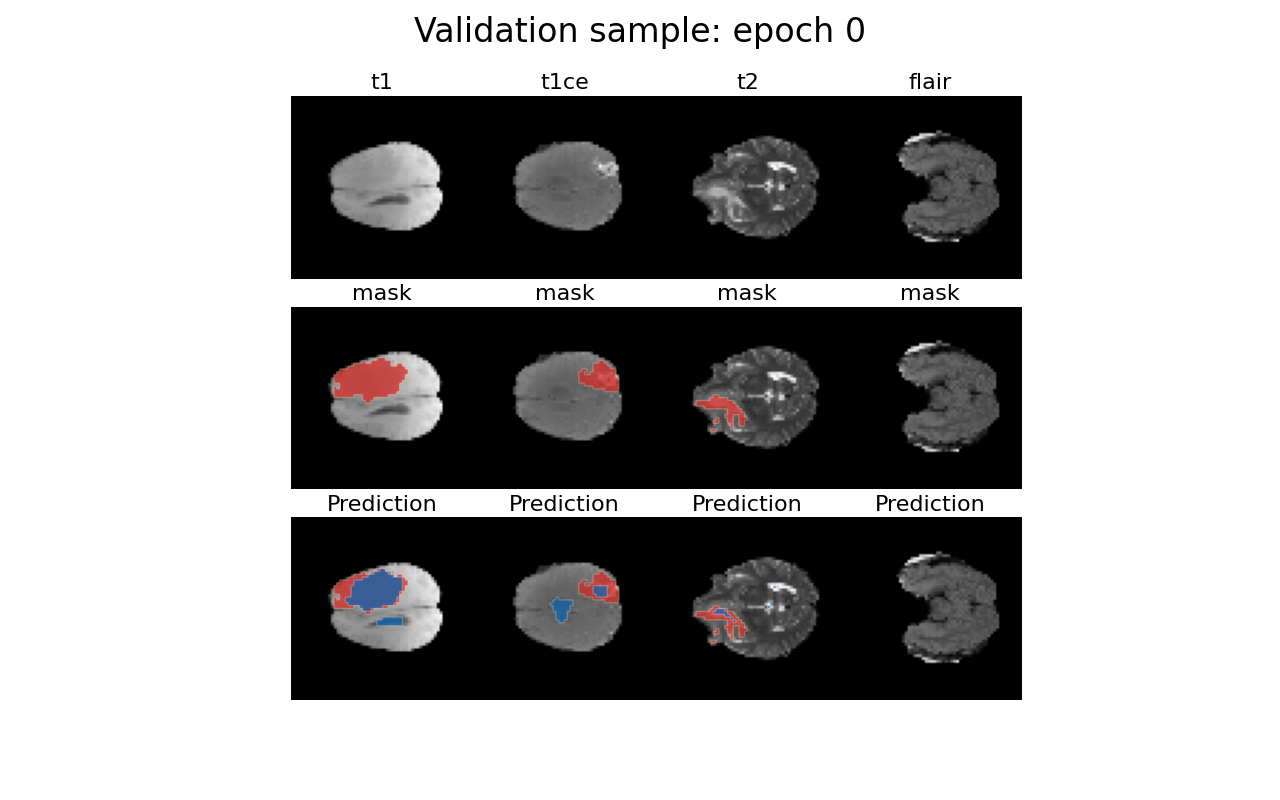 Validation sample: epoch 0
t1 t1ce t2 flair
mask mask mask mask
Prediction Prediction Prediction Prediction